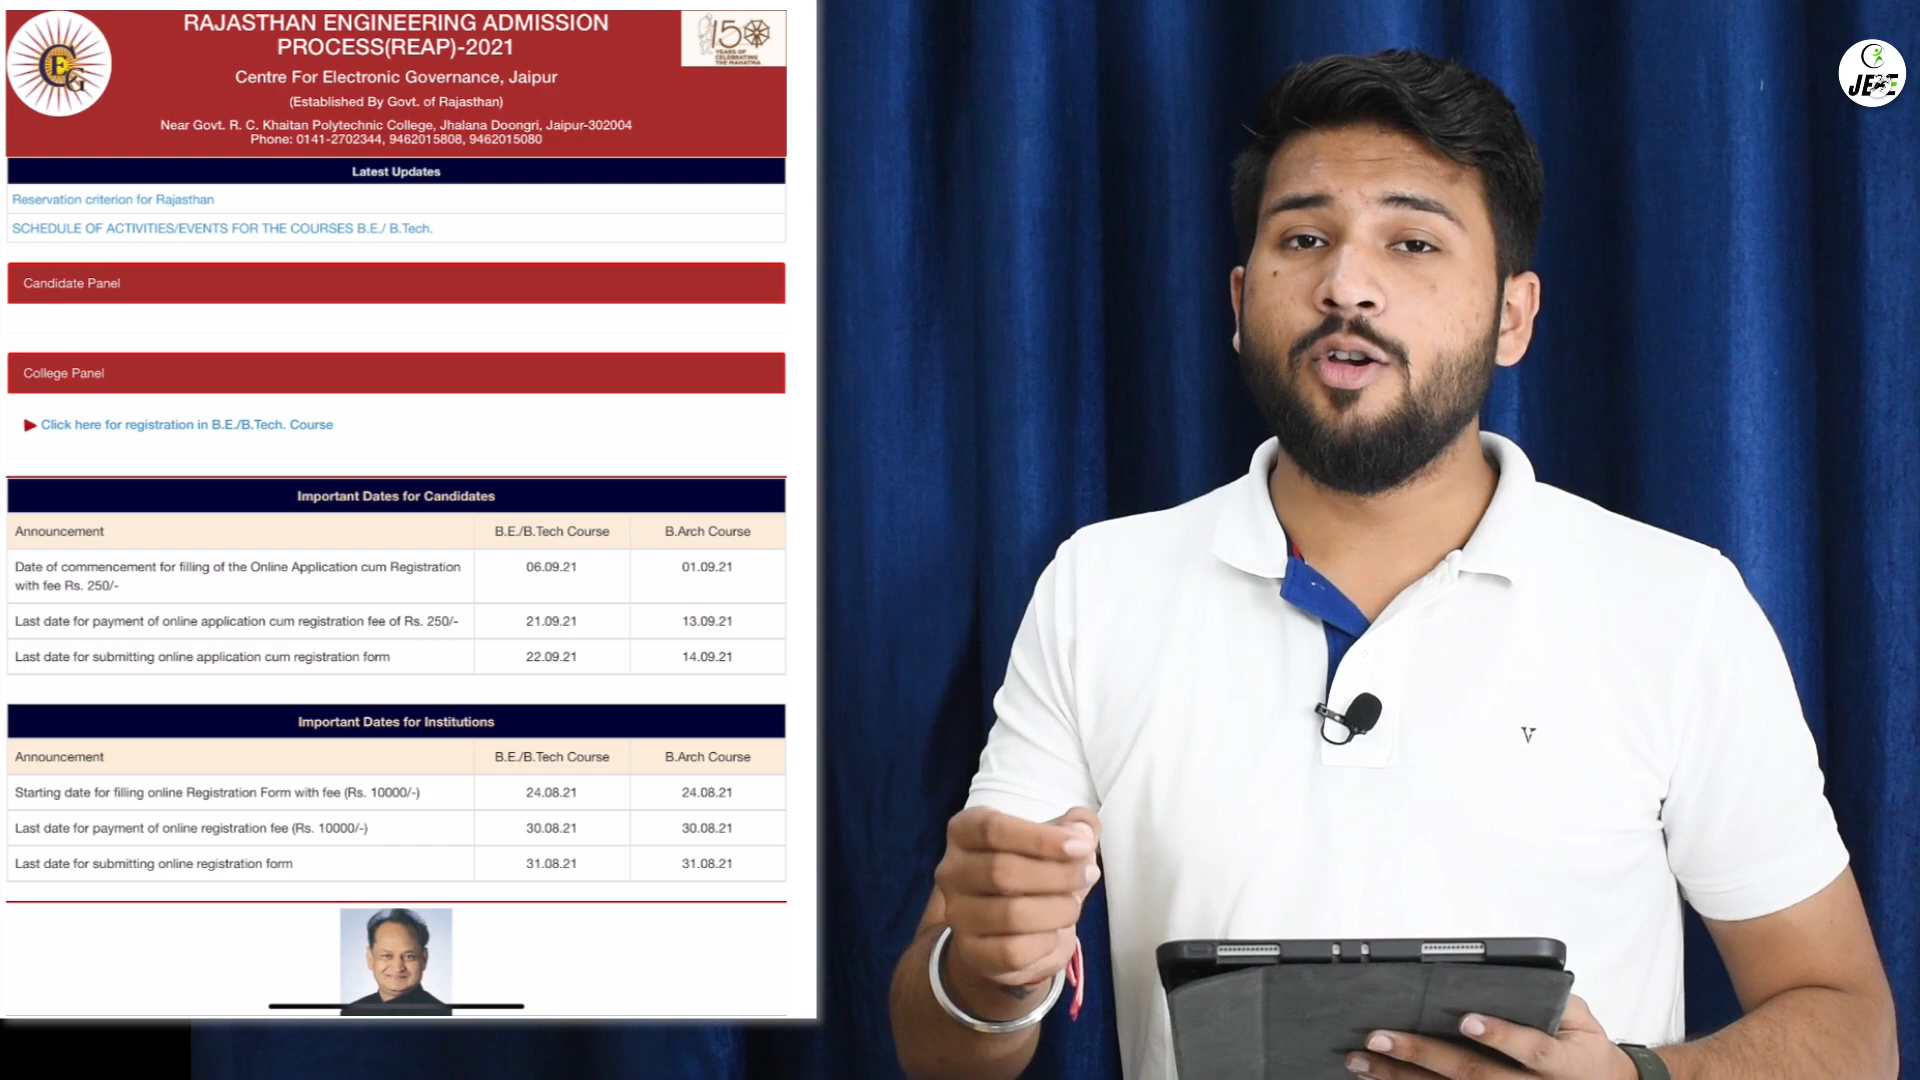 RAJASTHAN ENGINEERING ADMISSION
PROCESS(REAP)-2021
Centre For Electronic Governance, Jaipur
(Established By Govt. of Rajasthan)
Near Govt. R. C. Khaitan Polytechnic College, Jhalana Doongri, Jaipur-302004
Phone: 0141-2702344, 9462015808, 9462015080
150
YEARS OF
CELEBRATING
THE MAHATMA
Latest Updates
Reservation criterion for Rajasthan
SCHEDULE OF ACTIVITIES/EVENTS FOR THE COURSES B.E./ B.Tech.
Candidate Panel
College Panel
Click here for registration in B.E./B.Tech. Course
Important Dates for Candidates
Announcement B.E./B.Tech Course B.Arch Course
Date of commencement for filling of the Online Application cum Registration
with fee Rs. 250/- 06.09.21 01.09.21
Last date for payment of online application cum registration fee of Rs. 250/- 21.09.21 13.09.21
Last date for submitting online application cum registration form 22.09.21 14.09.21
Important Dates for Institutions
Announcement B.E./B.Tech Course B.Arch Course
Starting date for filling online Registration Form with fee (Rs. 10000/-) 24.08.21 24.08.21
Last date for payment of online registration fee (Rs. 10000/-) 30.08.21 30.08.21
Last date for submitting online registration form 31.08.21 31.08.21
V